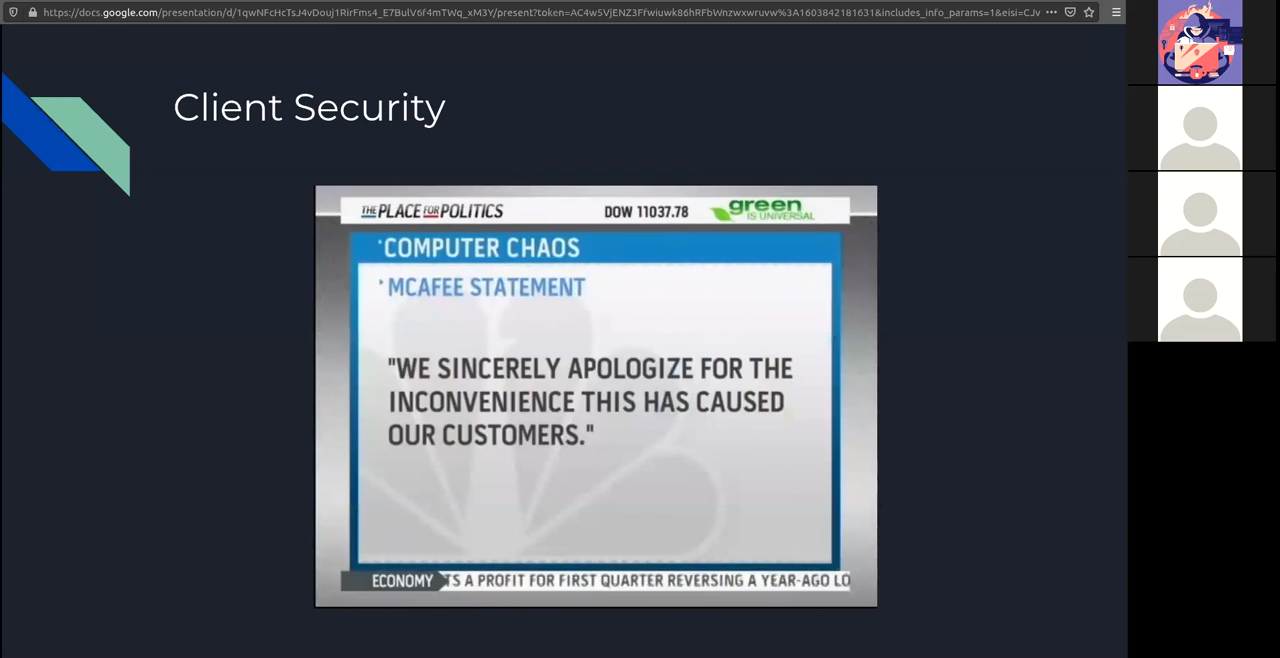 https://docs.google.com/presentation/d/1qwNFcHcTsJ4vDouj1RirFms4_E7BulV6f4mTWq_xM3Y/present?token=AC4w5VjENZ3Ffwiuwk86hRFbWnzwxwruvw%3A1603842181631&includes_info_params=1&eisi=CJv
Client Security
THE PLACE FOR POLITICS DOW 11037.78 green IS UNIVERSAL
COMPUTER CHAOS
MCAFEE STATEMENT
"WE SINCERELY APOLOGIZE FOR THE
INCONVENIENCE THIS HAS CAUSED
OUR CUSTOMERS."
ECONOMY TS A PROFIT FOR FIRST QUARTER REVERSING A YEAR-AGO LO